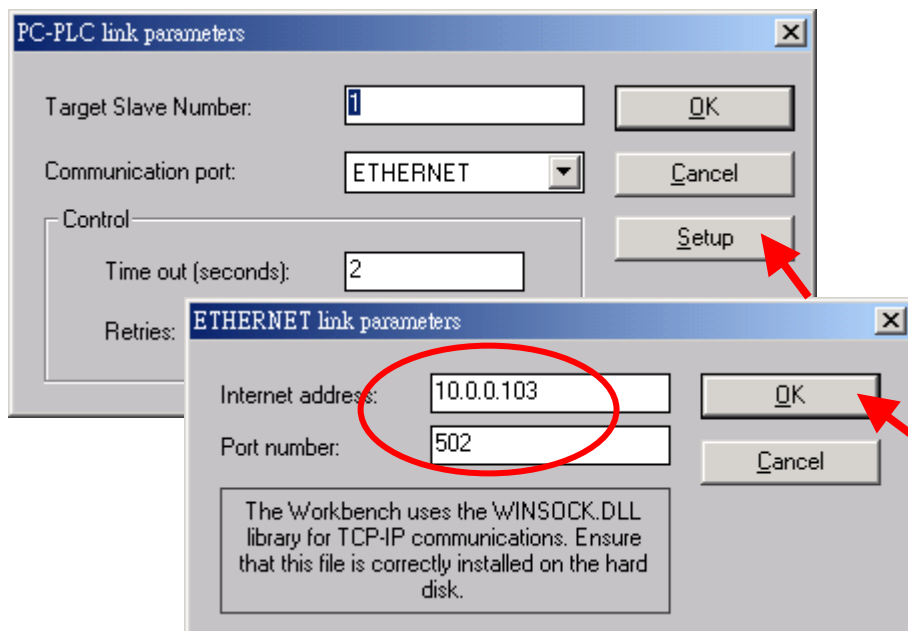 PC-PLC link parameters
Target Slave Number:
1
OK
Communication port:
ETHERNET
Cancel
Control
Setup
Time out (seconds):
2
Retries:
ETHERNET link parameters
Internet address:
10.0.0.103
OK
Port number:
502
Cancel
The Workbench uses the WINSOCK.DLL
library for TCP-IP communications. Ensure
that this file is correctly installed on the hard
disk.